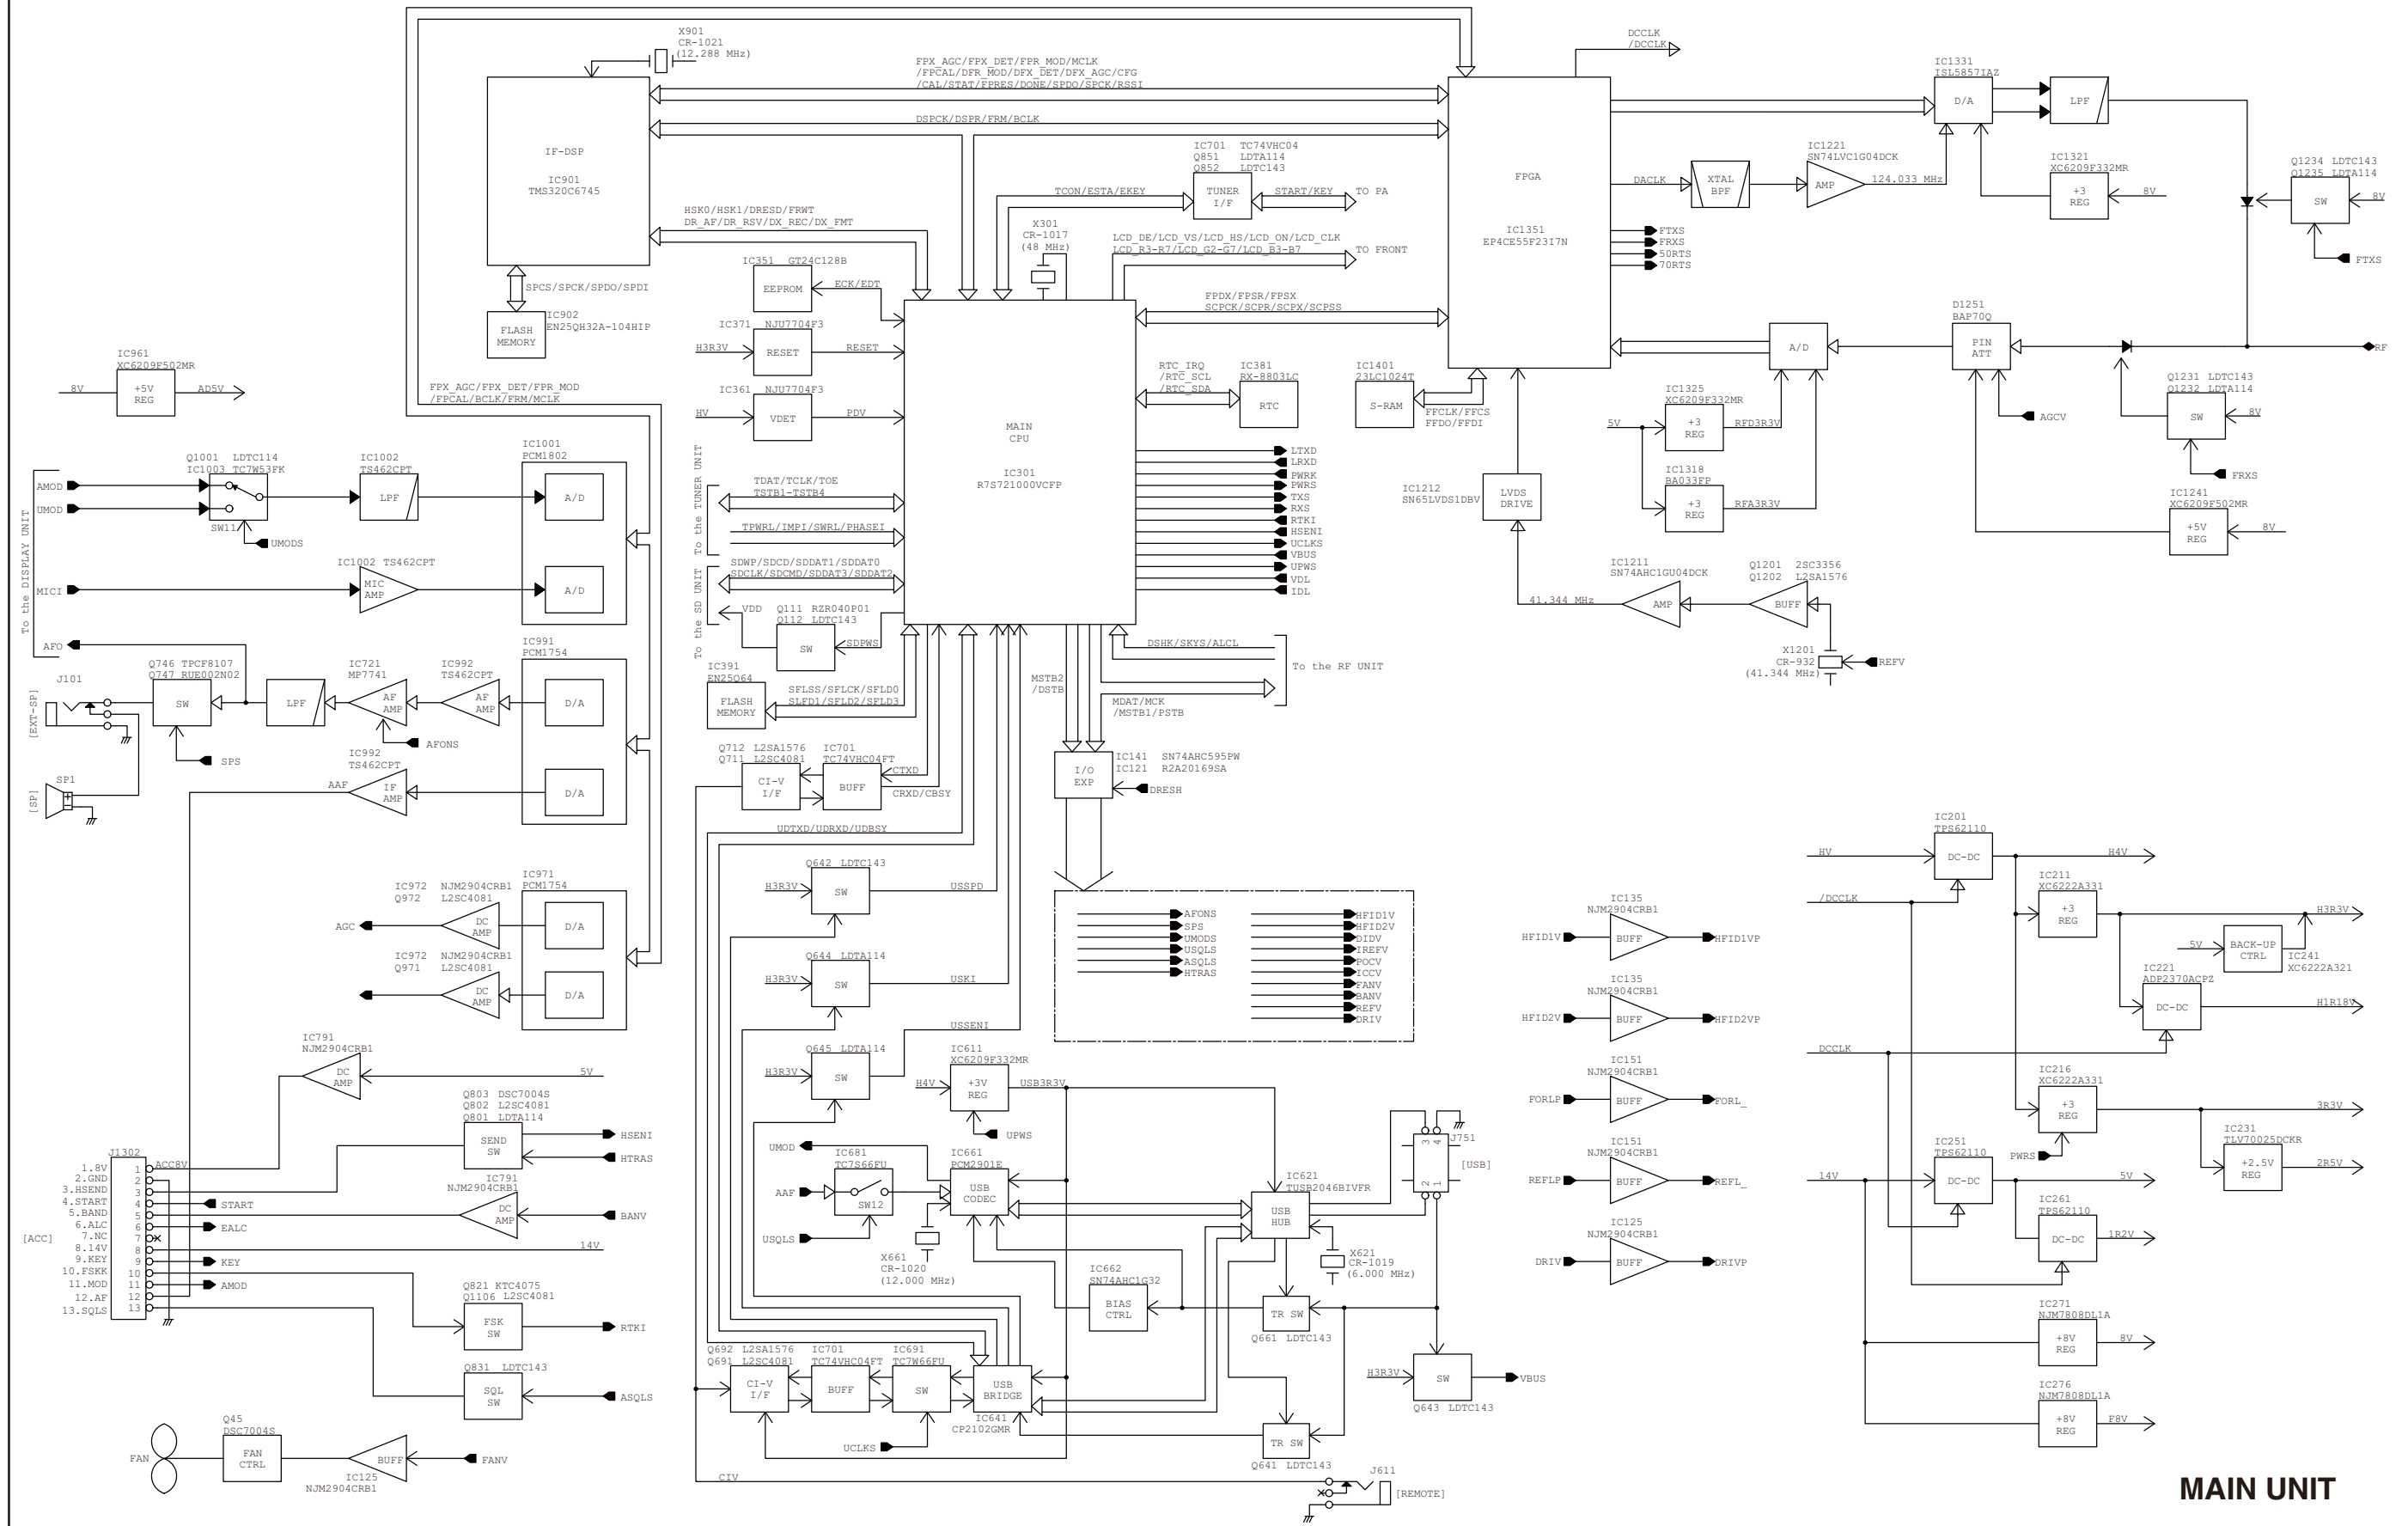 X901
CR-1021
(12.288 MHz)
IF-DSP
IC901
TMS320C6745
FPX_AGC/FPX_DET/FPR_MOD/MCLK
/FPCAL/DFR_MOD/DFX_DET/DFX_AGC/CFG
/CAL/STAT/FPRES/DONE/SPDO/SPCK/RSSI
DSPCK/DSPR/FRM/BCLK
HSK0/HSK1/DRESD/FRWT
DR_AF/DR_RSV/DX_REC/DX_FMT
SPCS/SPCK/SPDO/SPDI
IC902
EN25QH32A-104HIP
FLASH
MEMORY
IC701 TC74VHC04
Q851 LDTA114
Q852 LDTC143
TUNER
I/F
TCON/ESTA/EKEY
START/KEY
TO PA
X301
CR-1017
(48 MHz)
LCD_DE/LCD_VS/LCD_HS/LCD_ON/LCD_CLK
LCD_R3-R7/LCD_G2-G7/LCD_B3-B7
TO FRONT
FPDX/FPSR/FPSX
SCPCK/SCPR/SCPX/SCPSS
FPGA
IC1351
EP4CE55F23I7N
DCCLK
/DCCLK
DACLK
FTXS
FRXS
50RTS
70RTS
XTAL
BPF
IC1221
SN74LVC1G04DCK
AMP
124.033 MHz
IC1331
ISL5857IAZ
D/A
LPF
IC1321
XC6209F332MR
+3
REG
8V
Q1234 LDTC143
Q1235 LDTA114
SW
8V
FTXS
RF
D1251
BAP70Q
PIN
ATT
A/D
AGCV
Q1231 LDTC143
Q1232 LDTA114
SW
8V
FRXS
IC1241
XC6209F502MR
+5V
REG
8V
IC1325
XC6209F332MR
+3
REG
5V
RFD3R3V
IC1318
BA033FP
+3
REG
RFA3R3V
IC1401
23LC1024T
S-RAM
FFCLK/FFCS
FFDO/FFDI
IC1212
SN65LVDS1DBV
LVDS
DRIVE
IC1211
SN74AHC1GU04DCK
AMP
41.344 MHz
Q1201 2SC3356
Q1202 L2SA1576
BUFF
X1201
CR-932
(41.344 MHz)
REFV
IC351 GT24C128B
EEPROM
ECK/EDT
IC371 NJU7704F3
H3R3V
RESET
RESET
IC361 NJU7704F3
HV
VDET
PDV
MAIN
CPU
IC301
R7S721000VCFP
RTC_IRQ
/RTC_SCL
/RTC_SDA
IC381
RX-8803LC
RTC
LTXD
LRXD
PWRK
PWRS
TXS
RXS
RTKI
HSENI
UCLKS
VBUS
UPWS
VDL
IDL
To the TUNER UNIT
TDAT/TCLK/TOE
TSTB1-TSTB4
TPWRL/IMPI/SWRL/PHASEI
To the SD UNIT
SDWP/SDCD/SDDAT1/SDDAT0
SDCLK/SDCMD/SDDAT3/SDDAT2
VDD
Q111 RZR040P01
Q112 LDTC143
SW
SDPWS
IC391
EN25Q64
FLASH
MEMORY
SFLSS/SFLCK/SFLD0
SLFD1/SFLD2/SFLD3
DSHK/SKYS/ALCL
To the RF UNIT
MSTB2
/DSTB
MDAT/MCK
/MSTB1/PSTB
I/O
EXP
IC141 SN74AHC595PW
IC121 R2A20169SA
DRESH
IC961
XC6209F502MR
8V
+5V
REG
AD5V
FPX_AGC/FPX_DET/FPR_MOD
/FPCAL/BCLK/FRM/MCLK
To the DISPLAY UNIT
AMOD
UMOD
MICI
AFO
Q1001 LDTC114
IC1003 TC7W53FK
SW11
UMODS
IC1002
TS462CPT
LPF
IC1001
PCM1802
A/D
IC1002 TS462CPT
MIC
AMP
A/D
IC991
PCM1754
D/A
D/A
J101
[EXT-SP]
SP1
[SP]
Q746 TPCF8107
Q747 RUE002N02
SW
SPS
LPF
IC721
MP7741
AF
AMP
AFONS
IC992
TS462CPT
AF
AMP
IC992
TS462CPT
IF
AMP
AAF
IC971
PCM1754
D/A
D/A
IC972 NJM2904CRB1
Q972 L2SC4081
DC
AMP
AGC
IC972 NJM2904CRB1
Q971 L2SC4081
DC
AMP
Q712 L2SA1576
Q711 L2SC4081
CI-V
I/F
IC701
TC74VHC04FT
BUFF
CTXD
CRXD/CBSY
UDTXD/UDRXD/UDBSY
Q642 LDTC143
H3R3V
SW
USSPD
Q644 LDTA114
H3R3V
SW
USKI
Q645 LDTA114
H3R3V
SW
USSENI
AFONS
SPS
UMODS
USQLS
ASQLS
HTRAS
HFID1V
HFID2V
DIDV
IREFV
POCV
ICCV
FANV
BANV
REFV
DRIV
IC611
XC6209F332MR
H4V
+3V
REG
USB3R3V
UPWS
UMOD
IC681
TC7S66FU
AAF
SW12
USQLS
IC661
PCM2901E
USB
CODEC
X661
CR-1020
(12.000 MHz)
IC621
TUSB2046BIVFR
USB
HUB
X621
CR-1019
(6.000 MHz)
3 4
2 1
J751
[USB]
IC662
SN74AHC1G32
BIAS
CTRL
TR SW
Q661 LDTC143
H3R3V
SW
VBUS
Q643 LDTC143
TR SW
Q641 LDTC143
Q692 L2SA1576
Q691 L2SC4081
CI-V
I/F
IC701
TC74VHC04FT
BUFF
IC691
TC7W66FU
SW
USB
BRIDGE
IC641
CP2102GMR
UCLKS
CIV
J611
[REMOTE]
IC791
NJM2904CRB1
DC
AMP
5V
Q803 DSC7004S
Q802 L2SC4081
Q801 LDTA114
SEND
SW
HSENI
HTRAS
J1302
[ACC]
1.8V
2.GND
3.HSEND
4.START
5.BAND
6.ALC
7.NC
8.14V
9.KEY
10.FSKK
11.MOD
12.AF
13.SQLS
1
2
3
4
5
6
7
8
9
10
11
12
13
ACC8V
START
EALC
14V
KEY
AMOD
IC791
NJM2904CRB1
DC
AMP
BANV
Q821 KTC4075
Q1106 L2SC4081
FSK
SW
RTKI
Q831 LDTC143
SQL
SW
ASQLS
FAN
Q45
DSC7004S
FAN
CTRL
BUFF
IC125
NJM2904CRB1
FANV
IC135
NJM2904CRB1
HFID1V
BUFF
HFID1VP
IC135
NJM2904CRB1
HFID2V
BUFF
HFID2VP
IC151
NJM2904CRB1
FORLP
BUFF
FORL_
IC151
NJM2904CRB1
REFLP
BUFF
REFL_
IC125
NJM2904CRB1
DRIV
BUFF
DRIVP
IC201
TPS62110
HV
DC-DC
H4V
/DCCLK
IC211
XC6222A331
+3
REG
H3R3V
5V
BACK-UP
CTRL
IC241
XC6222A321
IC221
ADP2370ACPZ
DC-DC
H1R18V
DCCLK
IC216
XC6222A331
+3
REG
3R3V
PWRS
IC231
TLV70025DCKR
+2.5V
REG
2R5V
14V
IC251
TPS62110
DC-DC
5V
IC261
TPS62110
DC-DC
1R2V
IC271
NJM7808DL1A
+8V
REG
8V
IC276
NJM7808DL1A
+8V
REG
F8V
MAIN UNIT